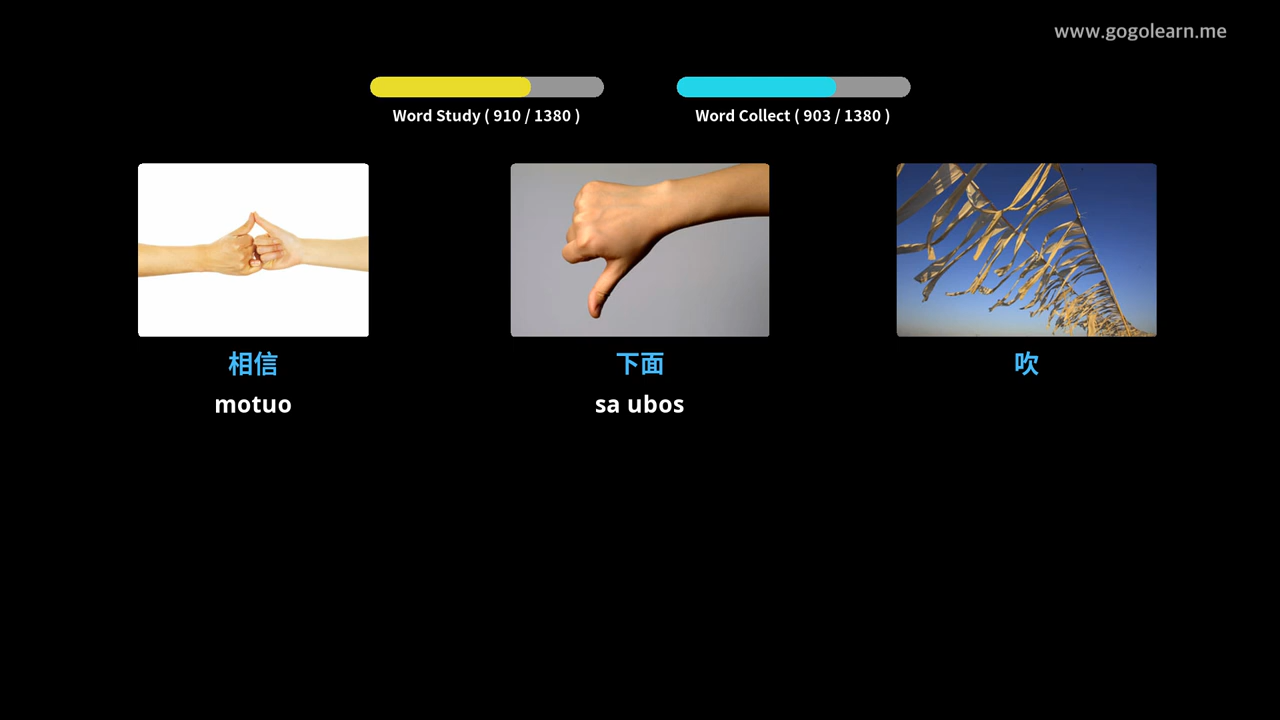 www.gogolearn.me
Word Study ( 910 / 1380 )
Word Collect ( 903 / 1380 )
相信
下面
吹
motuo
sa ubos